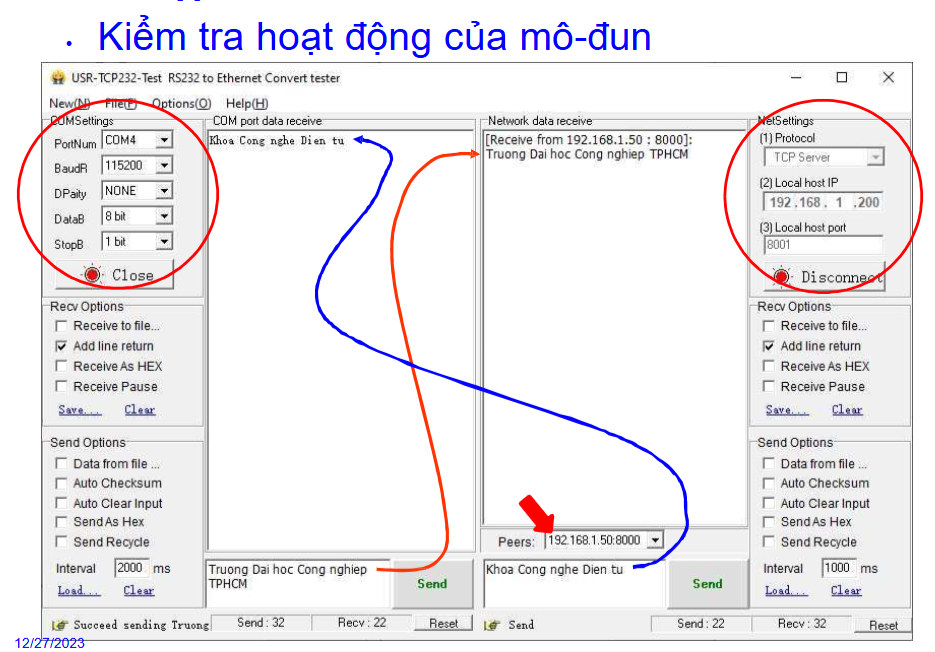 • Kiểm tra hoạt động của mô-đun
USR-TCP232-Test RS232 to Ethernet Convert tester
New(N) File(F) Options(O) Help(H)
COMSettings
PortNum COM4
BaudR 115200
DPaity NONE
DataB 8 bit
StopB 1 bit
Close
Recv Options
Receive to file...
Add line return
Receive As HEX
Receive Pause
Save... Clear
Send Options
Data from file ...
Auto Checksum
Auto Clear Input
Send As Hex
Send Recycle
Interval 2000 ms
Load... Clear
COM port data receive
Khoa Cong nghe Dien tu
Truong Dai hoc Cong nghiep
TPHCM
Send
Network data receive
[Receive from 192.168.1.50 : 8000]:
Truong Dai hoc Cong nghiep TPHCM
Peers: 192.168.1.50:8000
Khoa Cong nghe Dien tu
Send
NetSettings
(1) Protocol
TCP Server
(2) Local host IP
192 .168 . 1 .200
(3) Local host port
8001
Disconnect
Recv Options
Receive to file...
Add line return
Receive As HEX
Receive Pause
Save... Clear
Send Options
Data from file ...
Auto Checksum
Auto Clear Input
Send As Hex
Send Recycle
Interval 1000 ms
Load... Clear
Succeed sending Truong Send : 32 Recv : 22 Reset
Send Send : 22 Recv : 32 Reset
12/27/2023